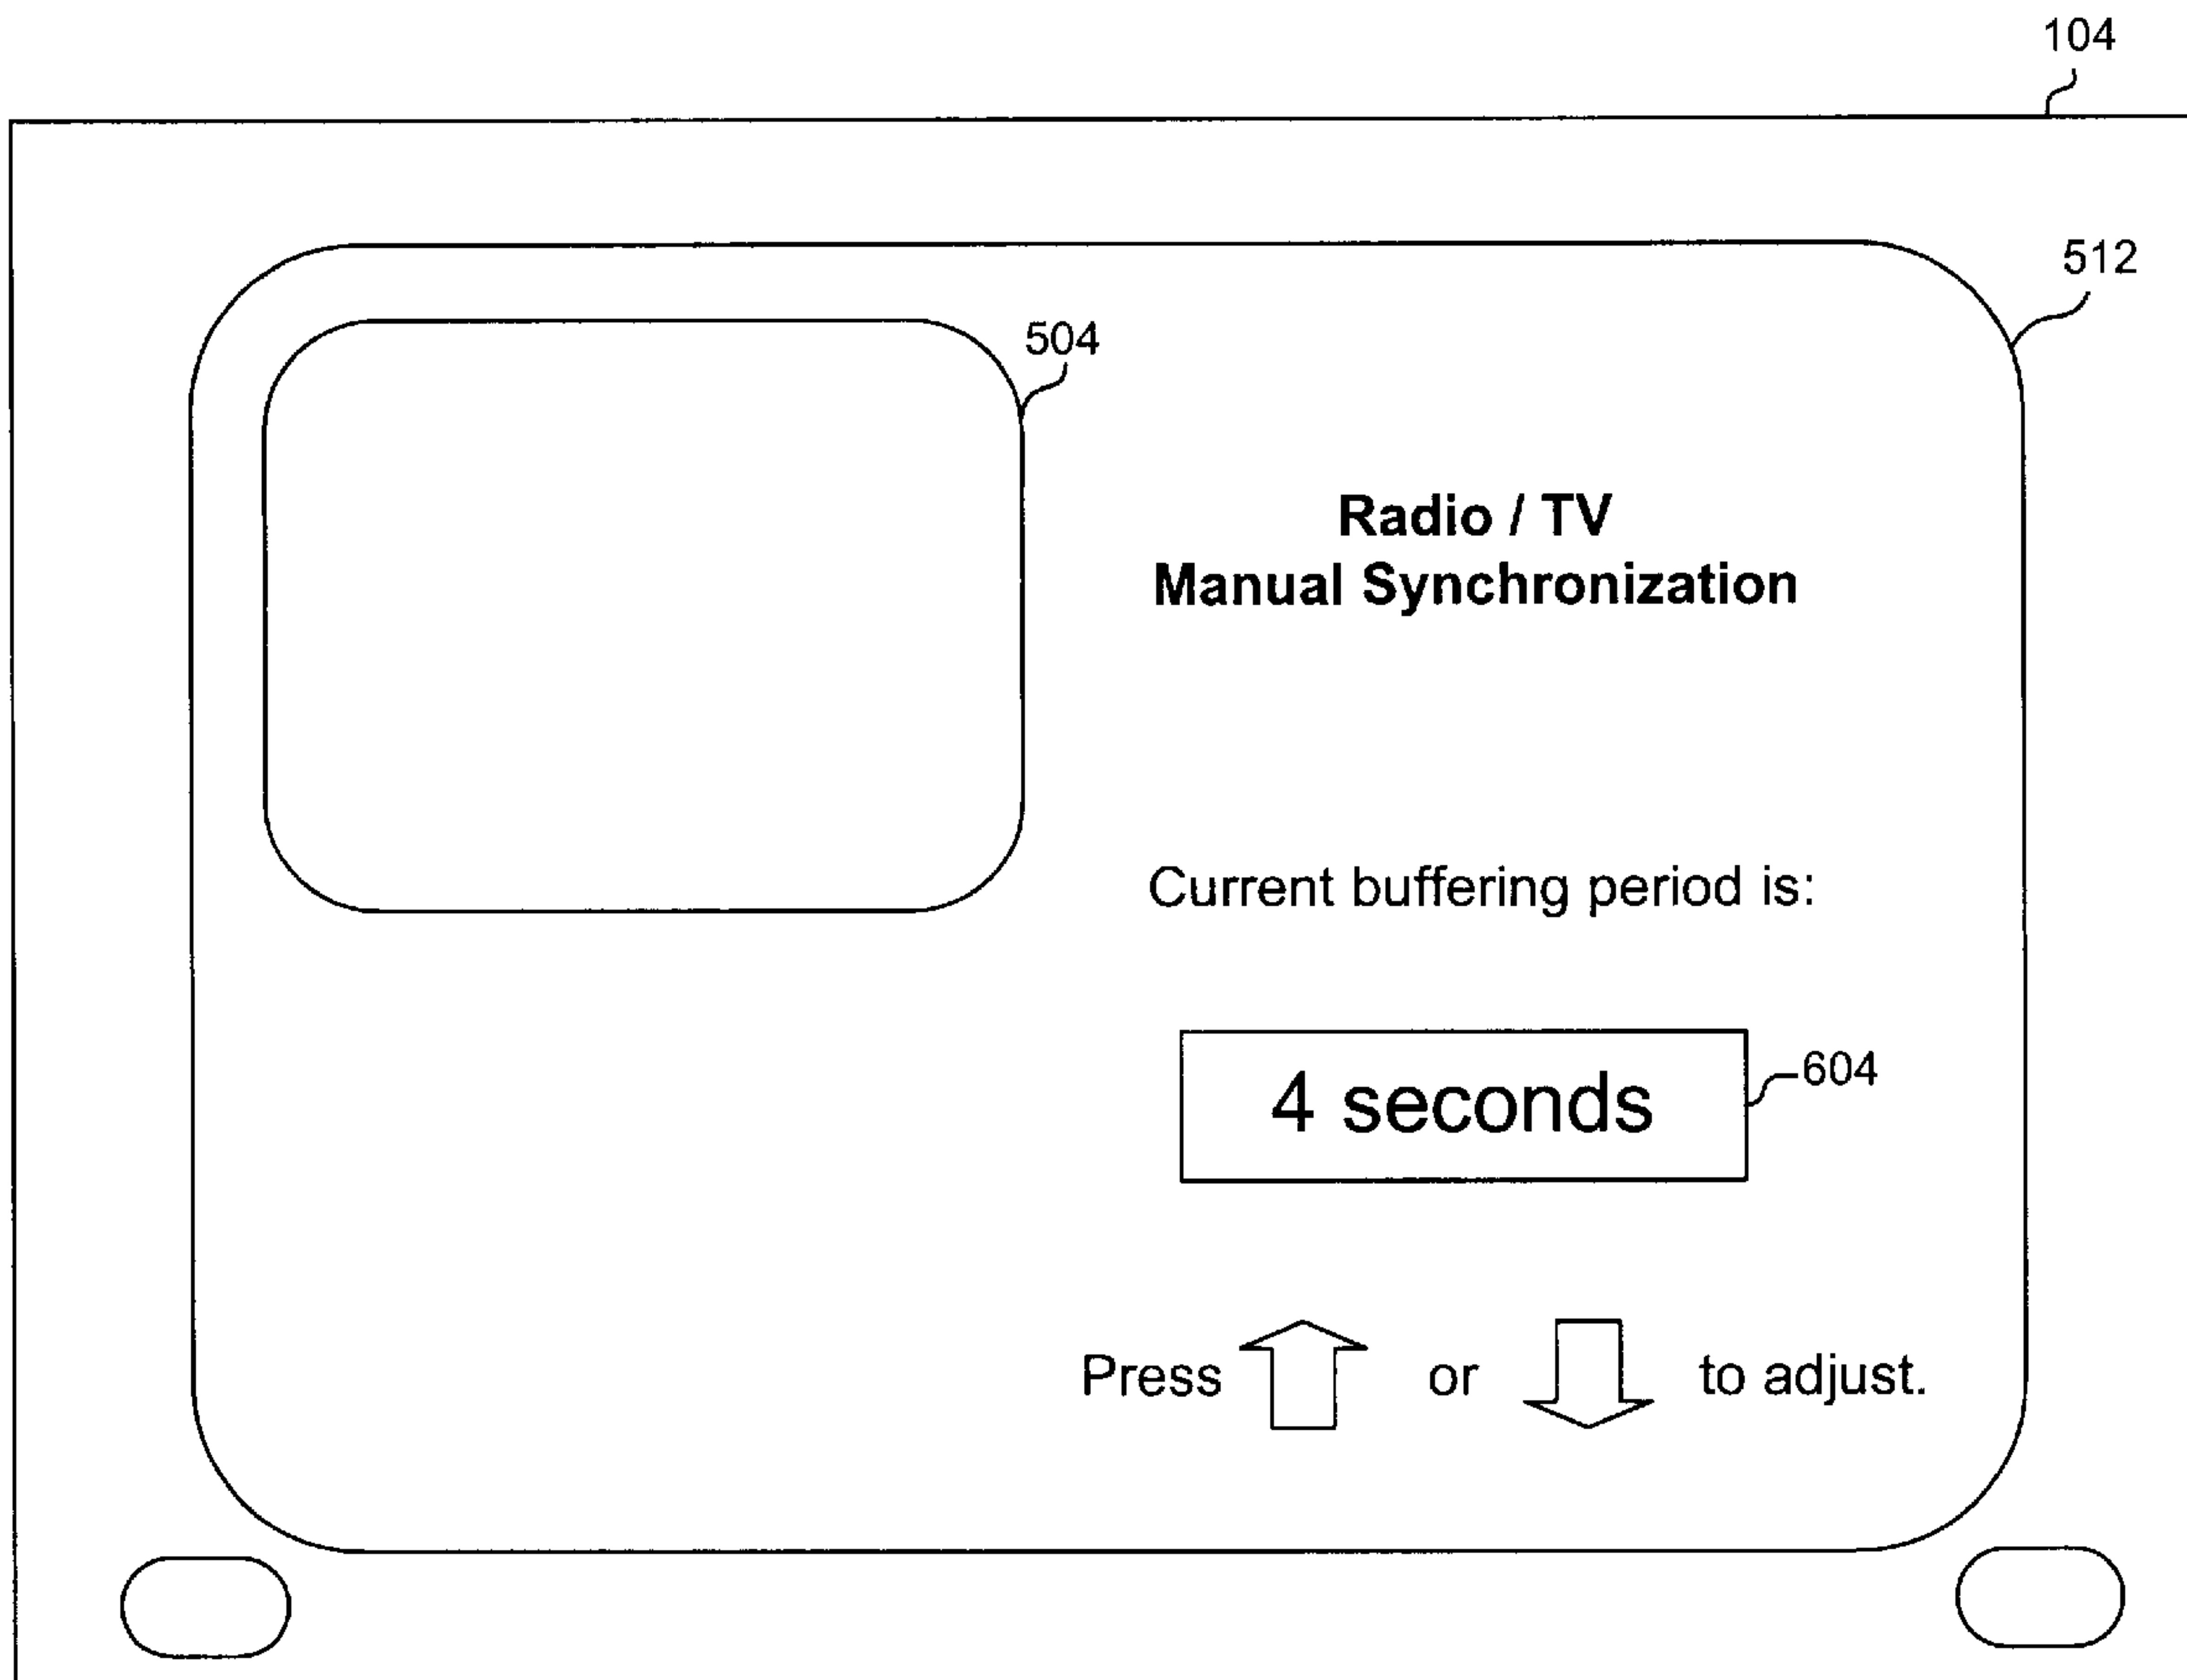 104
512
504
Radio / TV
Manual Synchronization
Current buffering period is:
4 seconds
604
Press or to adjust.